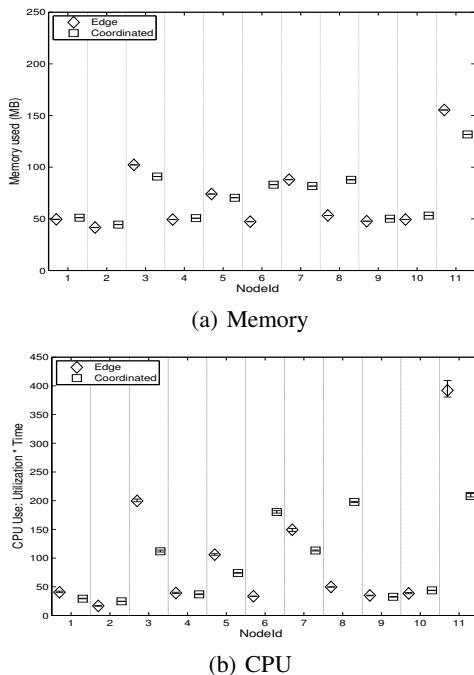 250
200
150
100
50
0
Memory used (MB)
Edge
Coordinated
1 2 3 4 5 6 7 8 9 10 11
NodeId
(a) Memory
450
400
350
300
250
200
150
100
50
0
CPU Use: Utilization * Time
Edge
Coordinated
1 2 3 4 5 6 7 8 9 10 11
NodeId
(b) CPU